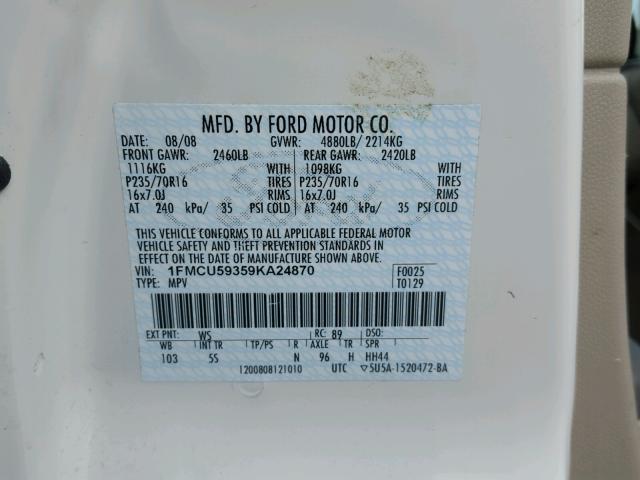 MFD. BY FORD MOTOR CO.
DATE: 08/08 GVWR: 4880LB/ 2214KG
FRONT GAWR: 2460LB REAR GAWR: 2420LB
1116KG WITH 1098KG WITH
P235/70R16 TIRES P235/70R16 TIRES
16x7.0J RIMS 16x7.0J RIMS
AT 240 kPa/ 35 PSI COLD AT 240 kPa/ 35 PSI COLD
THIS VEHICLE CONFORMS TO ALL APPLICABLE FEDERAL MOTOR
VEHICLE SAFETY AND THEFT PREVENTION STANDARDS IN
EFFECT ON THE DATE OF MANUFACTURE SHOWN ABOVE.
VIN: 1FMCU59359KA24870 F0025
TYPE: MPV T0129
EXT PNT: WS RC: 89 DSO:
WB INT TR TP/PS R AXLE TR SPR
103 5S N 96 H HH44
1200808121010 UTC ▽5U5A-1520472-BA